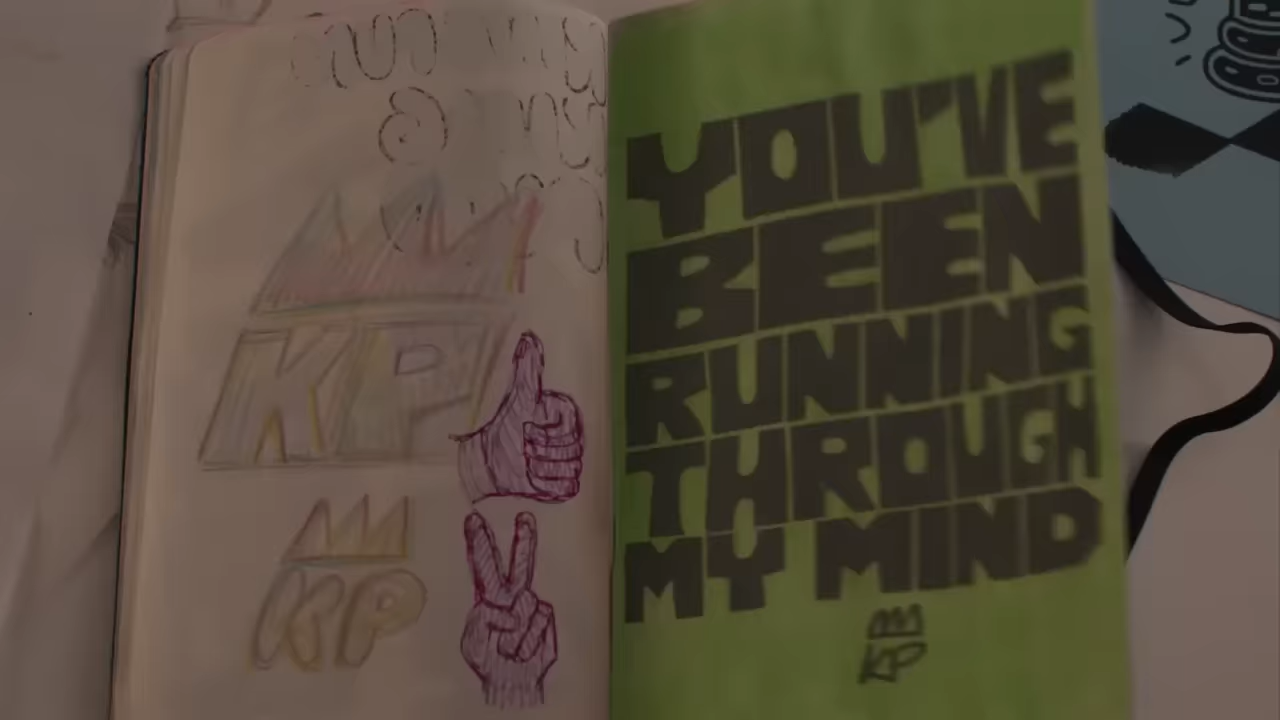 KP
KP
YOU'VE
BEEN
RUNNING
THROUGH
MY MIND
KP